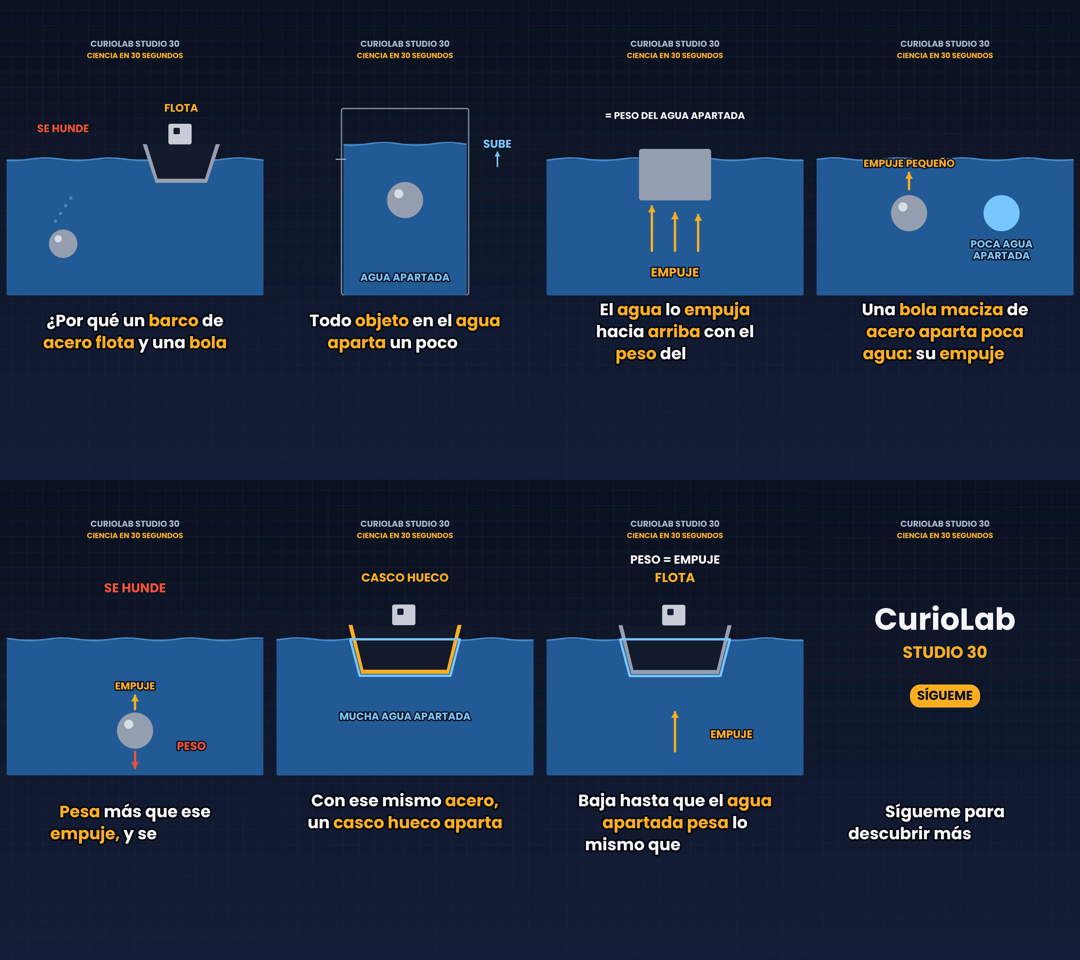 CURIOLAB STUDIO 30
CIENCIA EN 30 SEGUNDOS
FLOTA
SE HUNDE
¿Por qué un barco de
acero flota y una bola
CURIOLAB STUDIO 30
CIENCIA EN 30 SEGUNDOS
SUBE
AGUA APARTADA
Todo objeto en el agua
aparta un poco
CURIOLAB STUDIO 30
CIENCIA EN 30 SEGUNDOS
= PESO DEL AGUA APARTADA
EMPUJE
El agua lo empuja
hacia arriba con el
peso del
CURIOLAB STUDIO 30
CIENCIA EN 30 SEGUNDOS
EMPUJE PEQUEÑO
POCA AGUA
APARTADA
Una bola maciza de
acero aparta poca
agua: su empuje
CURIOLAB STUDIO 30
CIENCIA EN 30 SEGUNDOS
SE HUNDE
EMPUJE
PESO
Pesa más que ese
empuje, y se
CURIOLAB STUDIO 30
CIENCIA EN 30 SEGUNDOS
CASCO HUECO
MUCHA AGUA APARTADA
Con ese mismo acero,
un casco hueco aparta
CURIOLAB STUDIO 30
CIENCIA EN 30 SEGUNDOS
PESO = EMPUJE
FLOTA
EMPUJE
Baja hasta que el agua
apartada pesa lo
mismo que
CURIOLAB STUDIO 30
CIENCIA EN 30 SEGUNDOS
CurioLab
STUDIO 30
SÍGUEME
Sígueme para
descubrir más